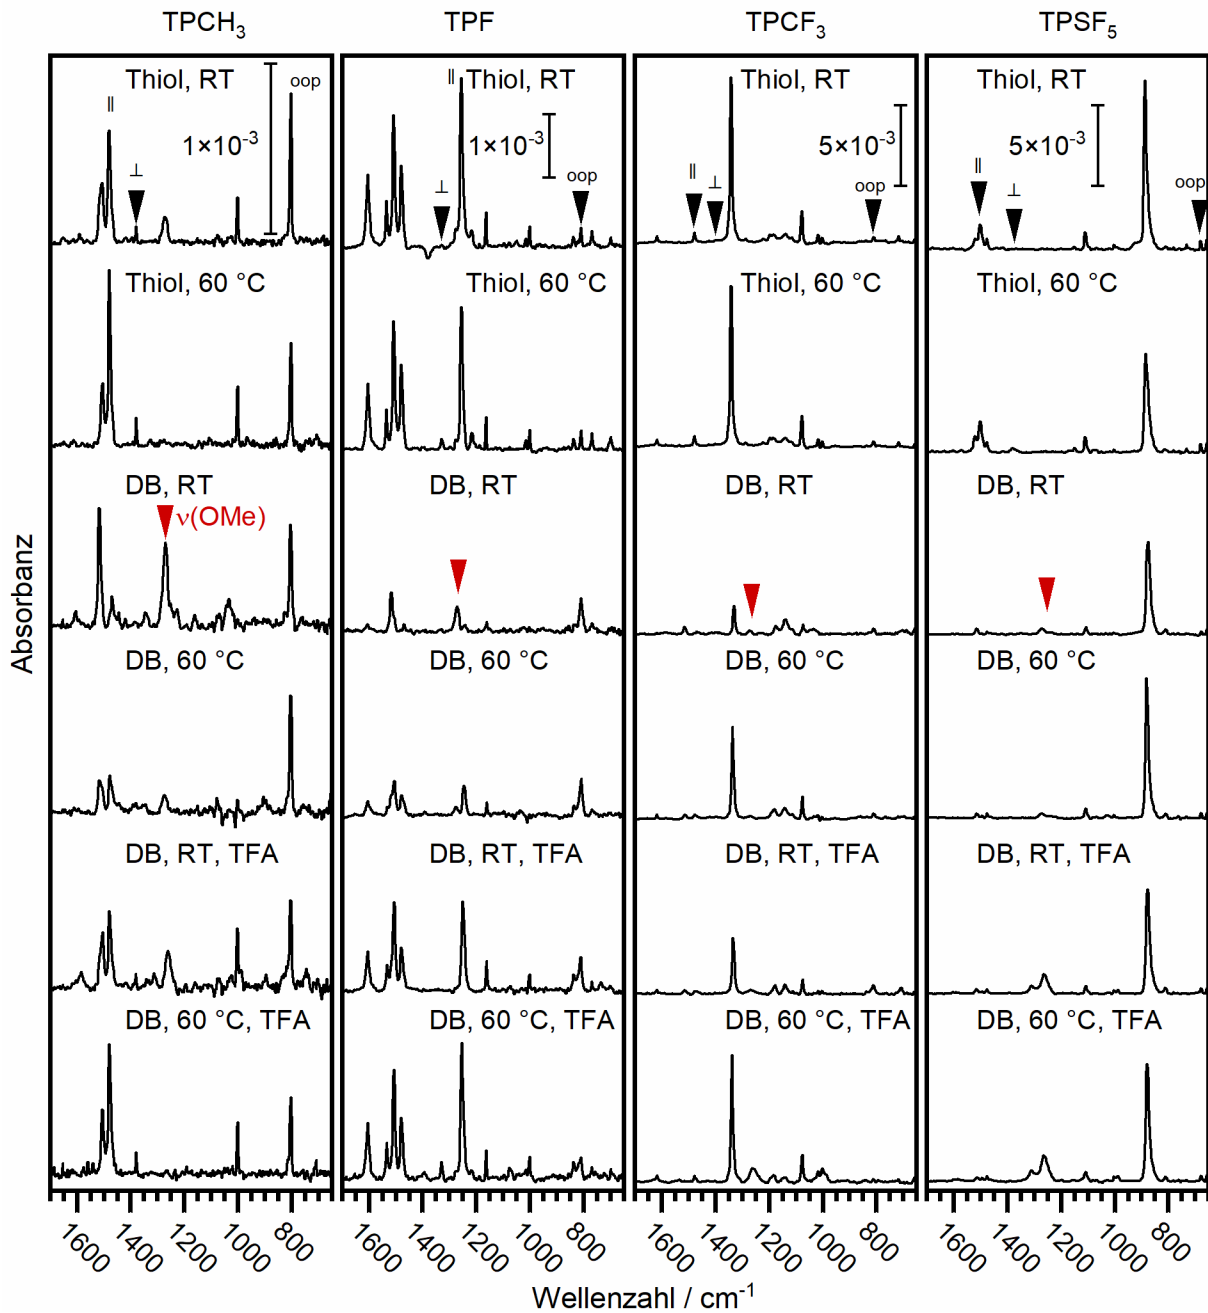 TPCH3 TPF TPCF3 TPSF5
Thiol, RT oop ∥ Thiol, RT Thiol, RT Thiol, RT
∥ 1×10-3 1×10-3 5×10-3 5×10-3
⊥ ⊥ oop ∥ ⊥ oop ∥ ⊥ oop
Thiol, 60 °C Thiol, 60 °C Thiol, 60 °C Thiol, 60 °C
DB, RT DB, RT DB, RT DB, RT
ν(OMe)
Absorbanz
DB, 60 °C DB, 60 °C DB, 60 °C DB, 60 °C
DB, RT, TFA DB, RT, TFA DB, RT, TFA DB, RT, TFA
DB, 60 °C, TFA DB, 60 °C, TFA DB, 60 °C, TFA DB, 60 °C, TFA
1600 1400 1200 1000 800 1600 1400 1200 1000 800 1600 1400 1200 1000 800 1600 1400 1200 1000 800
Wellenzahl / cm-1